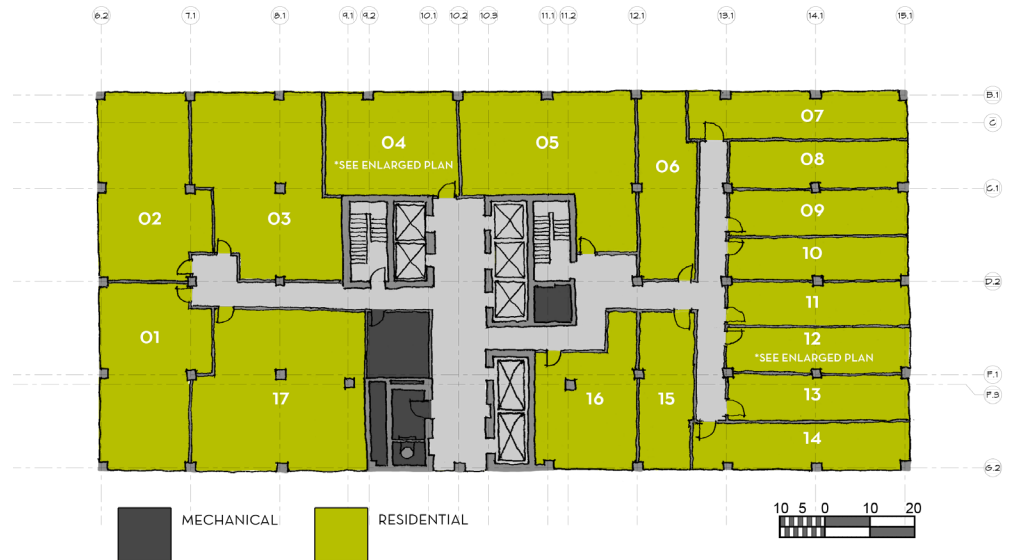 6.2 7.1 8.1 9.1 9.2 10.1 10.2 10.3 11.1 11.2 12.1 13.1 14.1 15.1
B.1
07
C
04
05
*SEE ENLARGED PLAN
06
08
C.1
02
03
09
10
D.2
11
01
12
*SEE ENLARGED PLAN
F.1
13
F.3
17
16
15
14
G.2
MECHANICAL
RESIDENTIAL
10 5 0 10 20